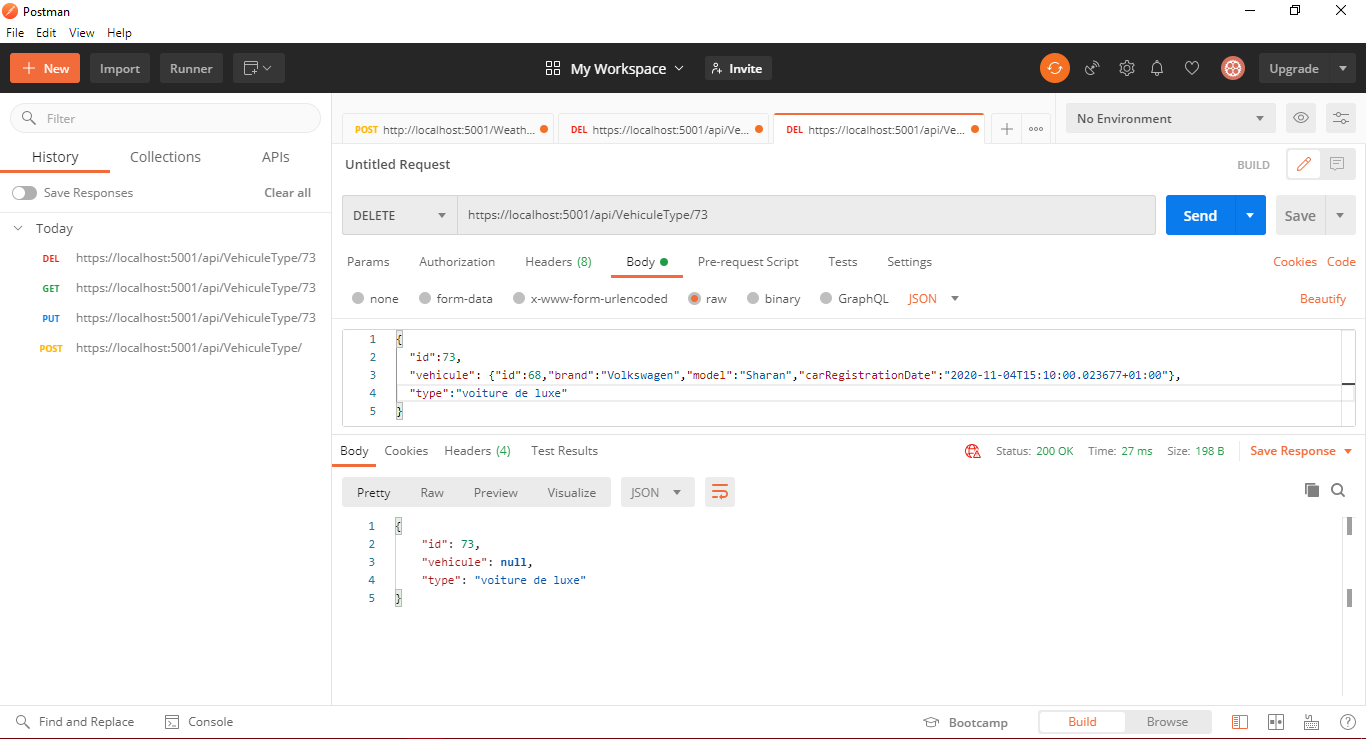 Postman
File Edit View Help
New Import Runner My Workspace Invite Upgrade
Filter
History Collections APIs
Save Responses Clear all
Today
DEL https://localhost:5001/api/VehiculeType/73
GET https://localhost:5001/api/VehiculeType/73
PUT https://localhost:5001/api/VehiculeType/73
POST https://localhost:5001/api/VehiculeType/
POST http://localhost:5001/Weath... DEL https://localhost:5001/api/Ve... DEL https://localhost:5001/api/Ve... No Environment
Untitled Request BUILD
DELETE https://localhost:5001/api/VehiculeType/73 Send Save
Params Authorization Headers (8) Body Pre-request Script Tests Settings Cookies Code
none form-data x-www-form-urlencoded raw binary GraphQL JSON Beautify
1 {
2 "id":73,
3 "vehicule": {"id":68,"brand":"Volkswagen","model":"Sharan","carRegistrationDate":"2020-11-04T15:10:00.023677+01:00"},
4 "type":"voiture de luxe"
5 }
Body Cookies Headers (4) Test Results Status: 200 OK Time: 27 ms Size: 198 B Save Response
Pretty Raw Preview Visualize JSON
1 {
2 "id": 73,
3 "vehicule": null,
4 "type": "voiture de luxe"
5 }
Find and Replace Console Bootcamp Build Browse